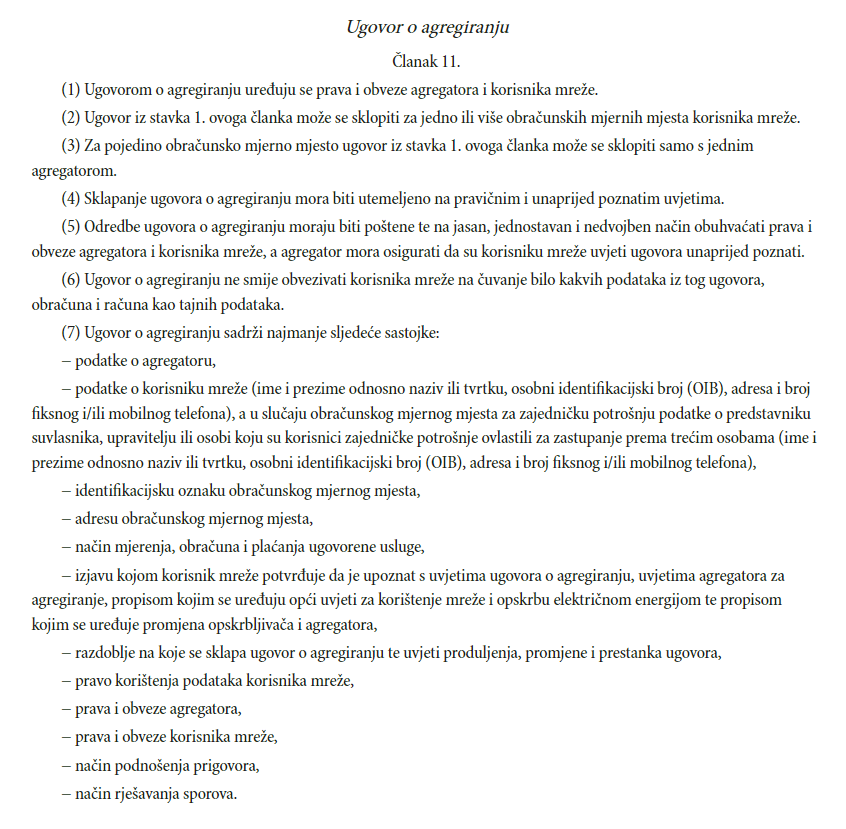 Ugovor o agregiranju
Članak 11.
(1) Ugovorom o agregiranju uređuju se prava i obveze agregatora i korisnika mreže.
(2) Ugovor iz stavka 1. ovoga članka može se sklopiti za jedno ili više obračunskih mjernih mjesta korisnika mreže.
(3) Za pojedino obračunsko mjerno mjesto ugovor iz stavka 1. ovoga članka može se sklopiti samo s jednim
agregatorom.
(4) Sklapanje ugovora o agregiranju mora biti utemeljeno na pravičnim i unaprijed poznatim uvjetima.
(5) Odredbe ugovora o agregiranju moraju biti poštene te na jasan, jednostavan i nedvojben način obuhvaćati prava i
obveze agregatora i korisnika mreže, a agregator mora osigurati da su korisniku mreže uvjeti ugovora unaprijed poznati.
(6) Ugovor o agregiranju ne smije obvezivati korisnika mreže na čuvanje bilo kakvih podataka iz tog ugovora,
obračuna i računa kao tajnih podataka.
(7) Ugovor o agregiranju sadrži najmanje sljedeće sastojke:
– podatke o agregatoru,
– podatke o korisniku mreže (ime i prezime odnosno naziv ili tvrtku, osobni identifikacijski broj (OIB), adresa i broj
fiksnog i/ili mobilnog telefona), a u slučaju obračunskog mjernog mjesta za zajedničku potrošnju podatke o predstavniku
suvlasnika, upravitelju ili osobi koju su korisnici zajedničke potrošnje ovlastili za zastupanje prema trećim osobama (ime i
prezime odnosno naziv ili tvrtku, osobni identifikacijski broj (OIB), adresa i broj fiksnog i/ili mobilnog telefona),
– identifikacijsku oznaku obračunskog mjernog mjesta,
– adresu obračunskog mjernog mjesta,
– način mjerenja, obračuna i plaćanja ugovorene usluge,
– izjavu kojom korisnik mreže potvrđuje da je upoznat s uvjetima ugovora o agregiranju, uvjetima agregatora za
agregiranje, propisom kojim se uređuju opći uvjeti za korištenje mreže i opskrbu električnom energijom te propisom
kojim se uređuje promjena opskrbljivača i agregatora,
– razdoblje na koje se sklapa ugovor o agregiranju te uvjeti produljenja, promjene i prestanka ugovora,
– pravo korištenja podataka korisnika mreže,
– prava i obveze agregatora,
– prava i obveze korisnika mreže,
– način podnošenja prigovora,
– način rješavanja sporova.